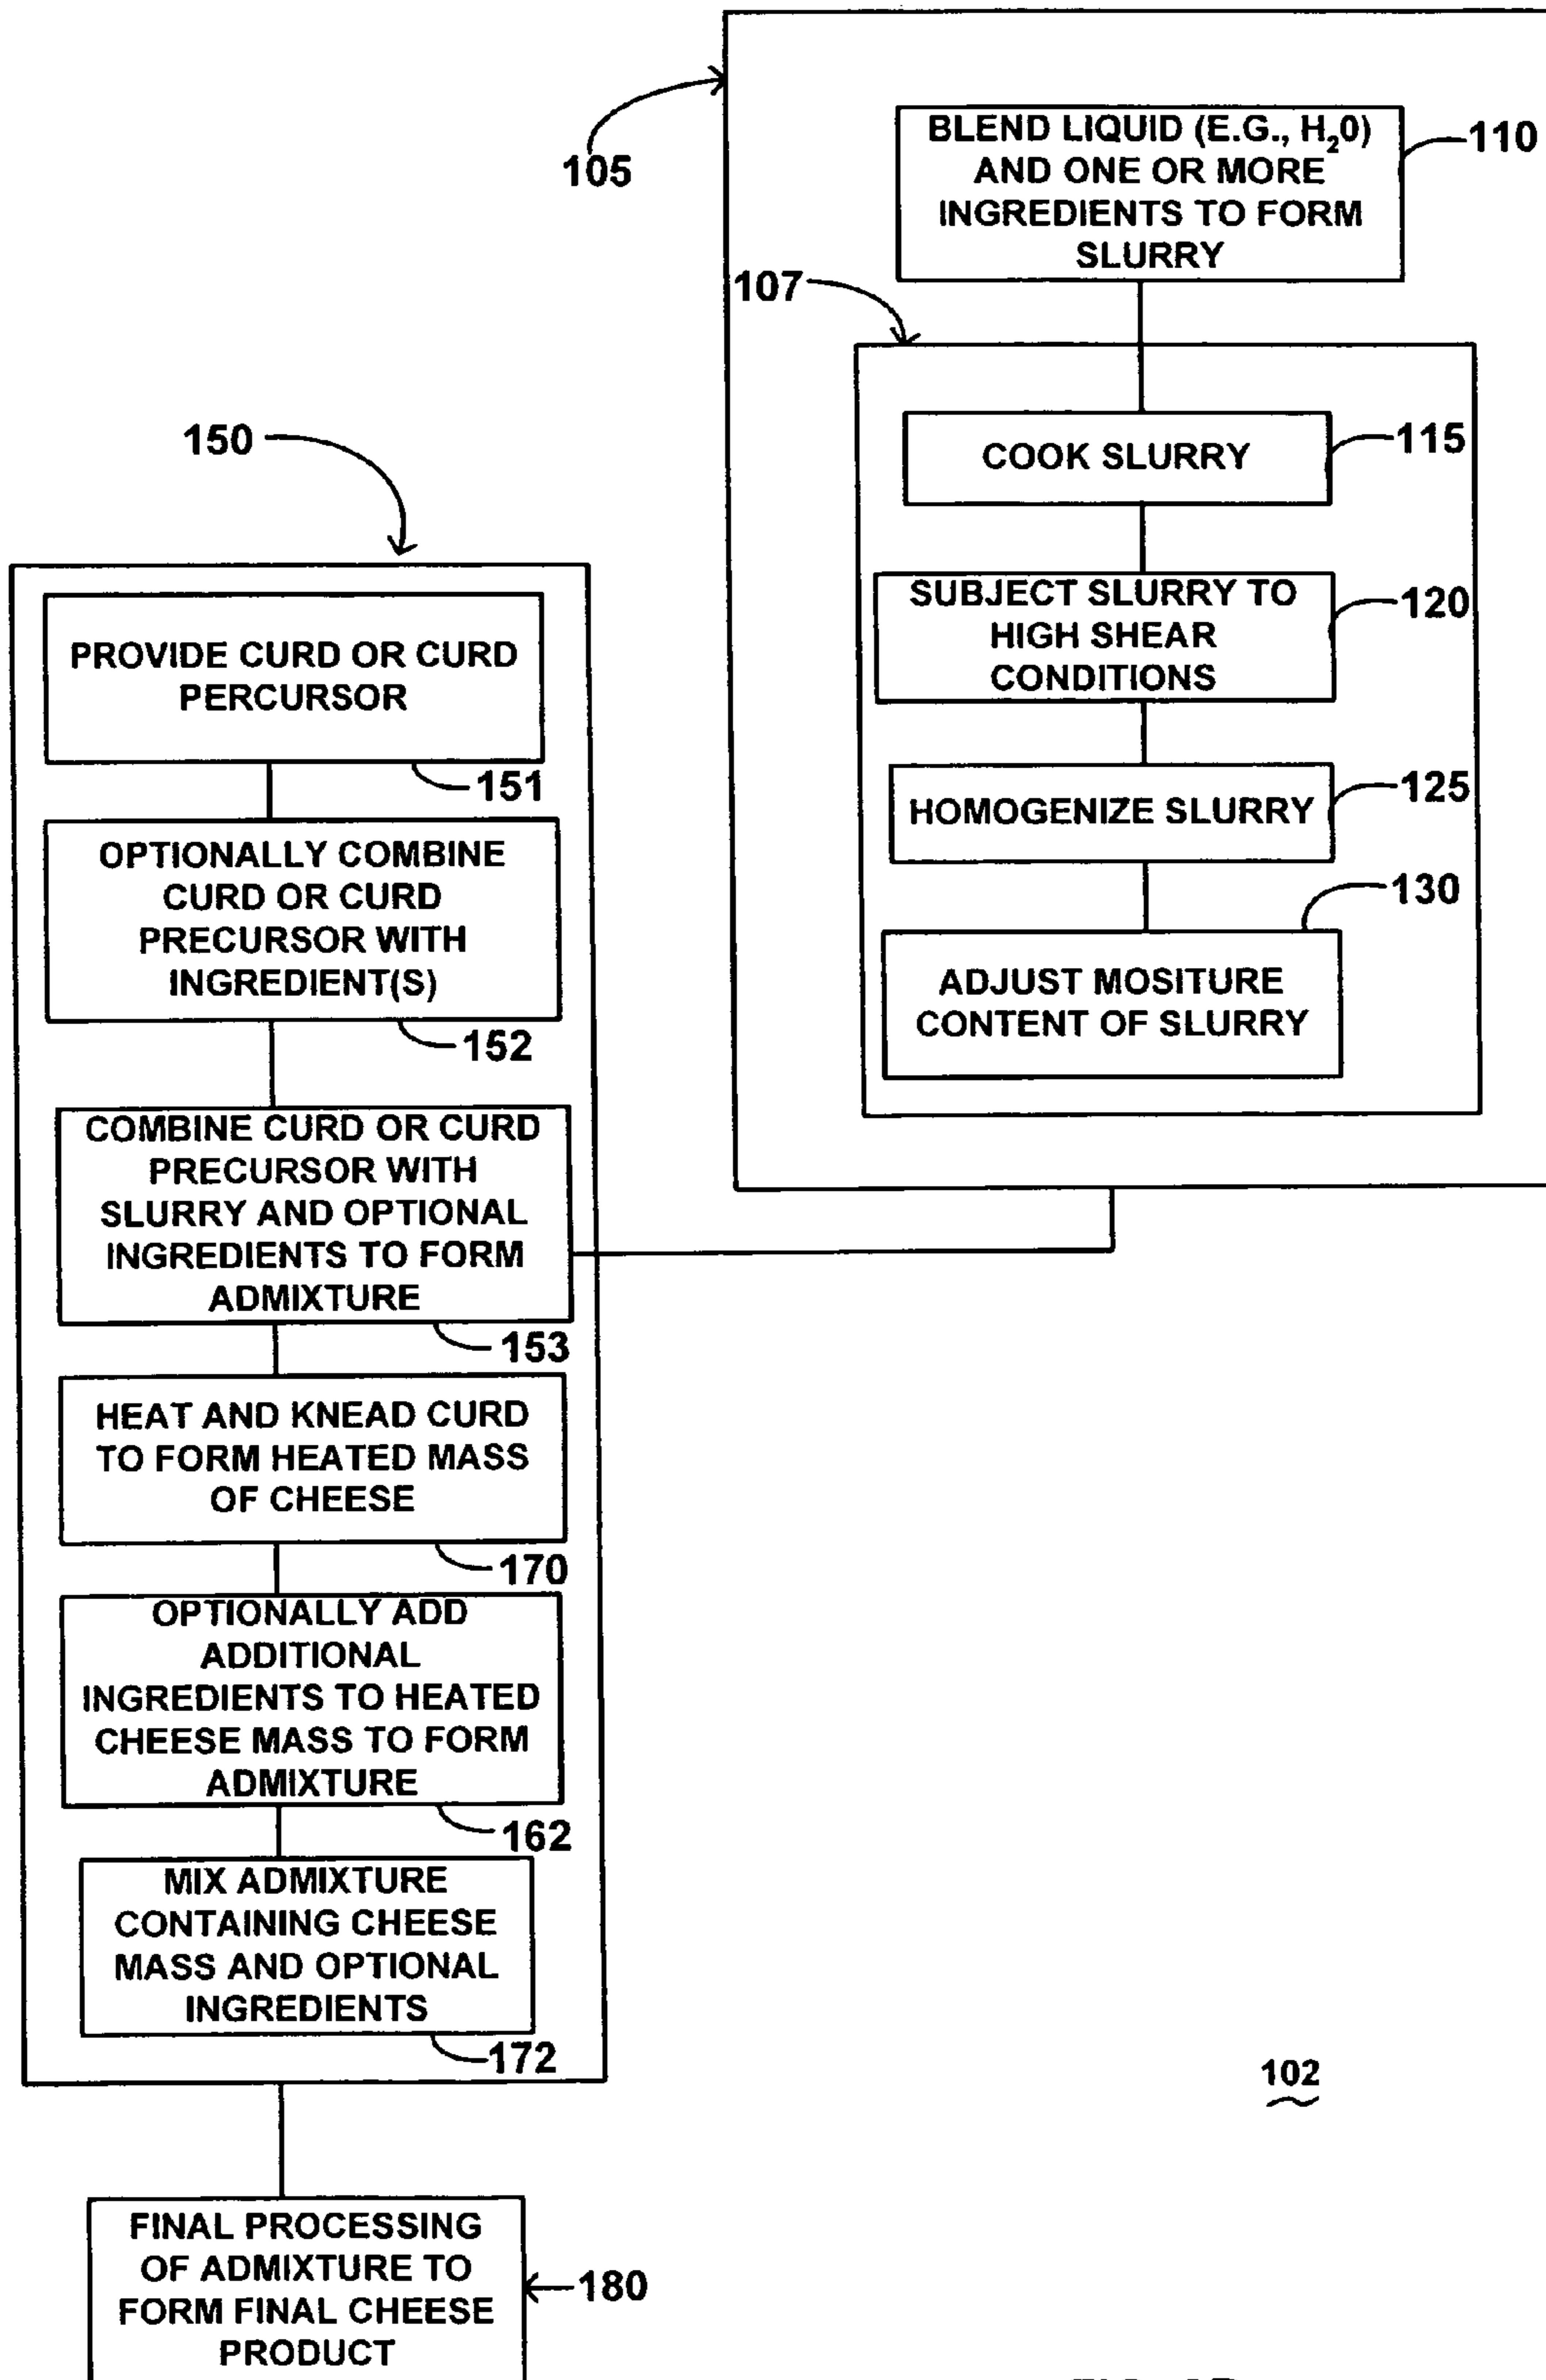 105
BLEND LIQUID (E.G., H₂0)
AND ONE OR MORE
INGREDIENTS TO FORM
SLURRY
110
107
COOK SLURRY
115
SUBJECT SLURRY TO
HIGH SHEAR
CONDITIONS
120
HOMOGENIZE SLURRY
125
ADJUST MOSITURE
CONTENT OF SLURRY
130
150
PROVIDE CURD OR CURD
PERCURSOR
151
OPTIONALLY COMBINE
CURD OR CURD
PRECURSOR WITH
INGREDIENT(S)
152
COMBINE CURD OR CURD
PRECURSOR WITH
SLURRY AND OPTIONAL
INGREDIENTS TO FORM
ADMIXTURE
153
HEAT AND KNEAD CURD
TO FORM HEATED MASS
OF CHEESE
170
OPTIONALLY ADD
ADDITIONAL
INGREDIENTS TO HEATED
CHEESE MASS TO FORM
ADMIXTURE
162
MIX ADMIXTURE
CONTAINING CHEESE
MASS AND OPTIONAL
INGREDIENTS
172
102
FINAL PROCESSING
OF ADMIXTURE TO
FORM FINAL CHEESE
PRODUCT
180